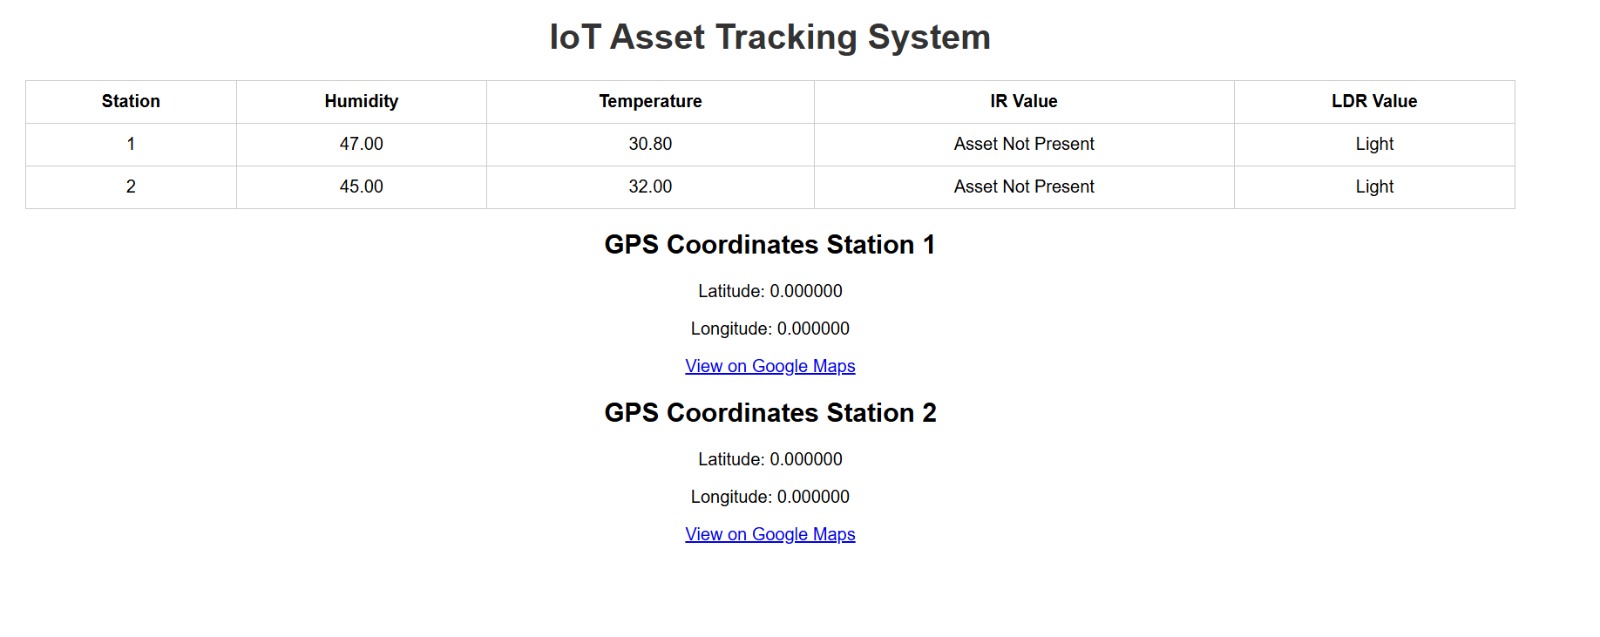 IoT Asset Tracking System
Station Humidity Temperature IR Value LDR Value
1 47.00 30.80 Asset Not Present Light
2 45.00 32.00 Asset Not Present Light
GPS Coordinates Station 1
Latitude: 0.000000
Longitude: 0.000000
View on Google Maps
GPS Coordinates Station 2
Latitude: 0.000000
Longitude: 0.000000
View on Google Maps